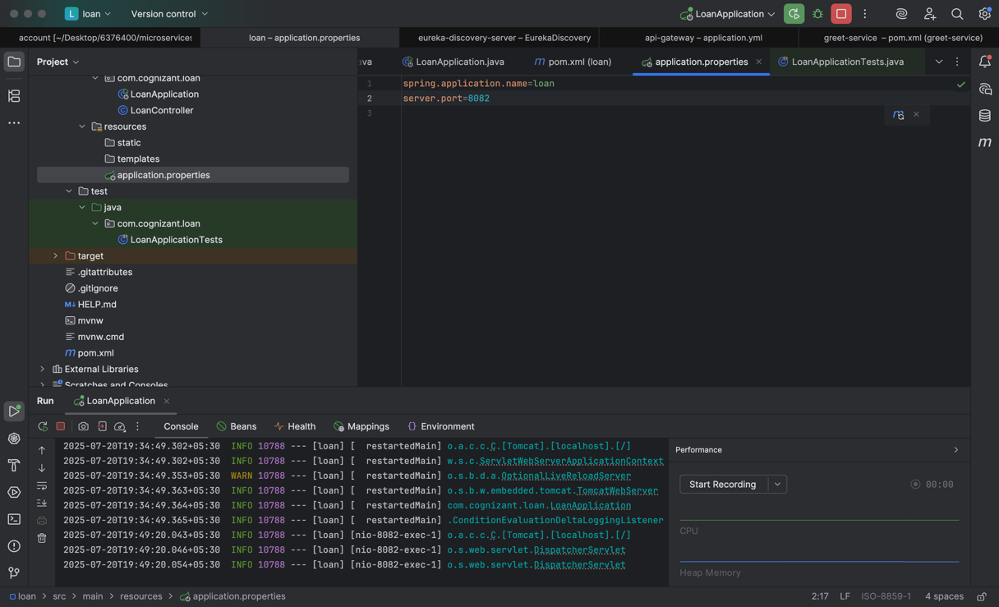 L loan Version control LoanApplication
account [~/Desktop/6376400/microservices
loan – application.properties
eureka-discovery-server – EurekaDiscovery
api-gateway – application.yml
greet-service – pom.xml (greet-service)
Project
ava LoanApplication.java m pom.xml (loan) application.properties LoanApplicationTests.java
com.cognizant.loan
LoanApplication
LoanController
resources
static
templates
application.properties
test
java
com.cognizant.loan
LoanApplicationTests
target
.gitattributes
.gitignore
M↓ HELP.md
mvnw
mvnw.cmd
m pom.xml
External Libraries
Scratches and Consoles
1 spring.application.name=loan
2 server.port=8082
3
Run LoanApplication
Console Beans Health Mappings Environment
2025-07-20T19:34:49.302+05:30 INFO 10788 --- [loan] [ restartedMain] o.a.c.c.C.[Tomcat].[localhost].[/]
2025-07-20T19:34:49.302+05:30 INFO 10788 --- [loan] [ restartedMain] w.s.c.ServletWebServerApplicationContext
2025-07-20T19:34:49.353+05:30 WARN 10788 --- [loan] [ restartedMain] o.s.b.d.a.OptionalLiveReloadServer
2025-07-20T19:34:49.363+05:30 INFO 10788 --- [loan] [ restartedMain] o.s.b.w.embedded.tomcat.TomcatWebServer
2025-07-20T19:34:49.364+05:30 INFO 10788 --- [loan] [ restartedMain] com.cognizant.loan.LoanApplication
2025-07-20T19:34:49.365+05:30 INFO 10788 --- [loan] [ restartedMain] .ConditionEvaluationDeltaLoggingListener
2025-07-20T19:49:20.043+05:30 INFO 10788 --- [loan] [nio-8082-exec-1] o.a.c.c.C.[Tomcat].[localhost].[/]
2025-07-20T19:49:20.046+05:30 INFO 10788 --- [loan] [nio-8082-exec-1] o.s.web.servlet.DispatcherServlet
2025-07-20T19:49:20.054+05:30 INFO 10788 --- [loan] [nio-8082-exec-1] o.s.web.servlet.DispatcherServlet
Performance
Start Recording 00:00
CPU
Heap Memory
loan > src > main > resources > application.properties 2:17 LF ISO-8859-1 4 spaces